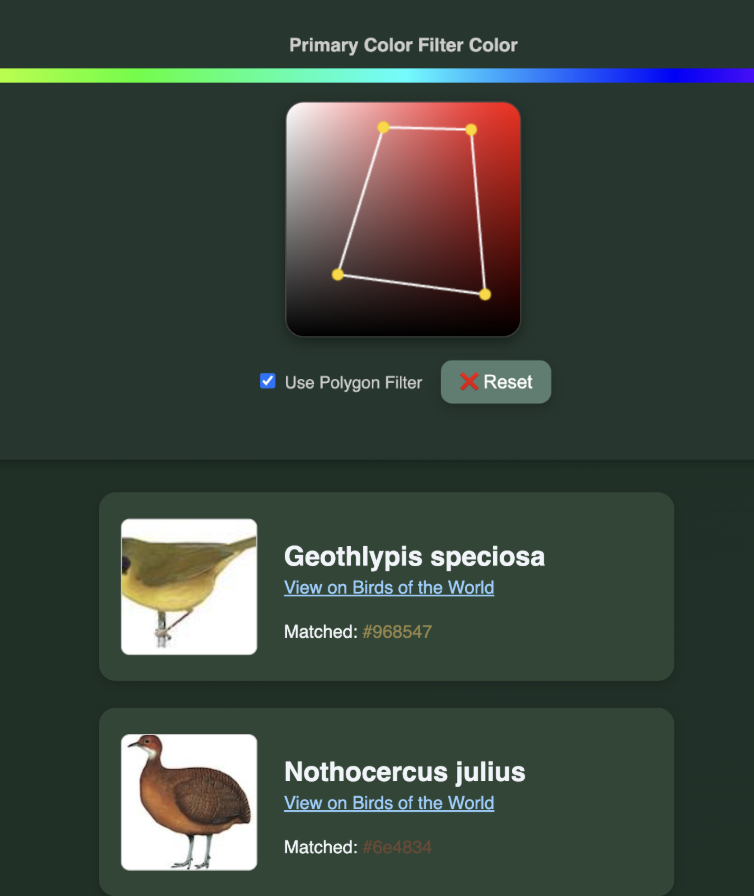 Primary Color Filter Color
Use Polygon Filter
❌ Reset
Geothlypis speciosa
View on Birds of the World
Matched: #968547
Nothocercus julius
View on Birds of the World
Matched: #6e4834